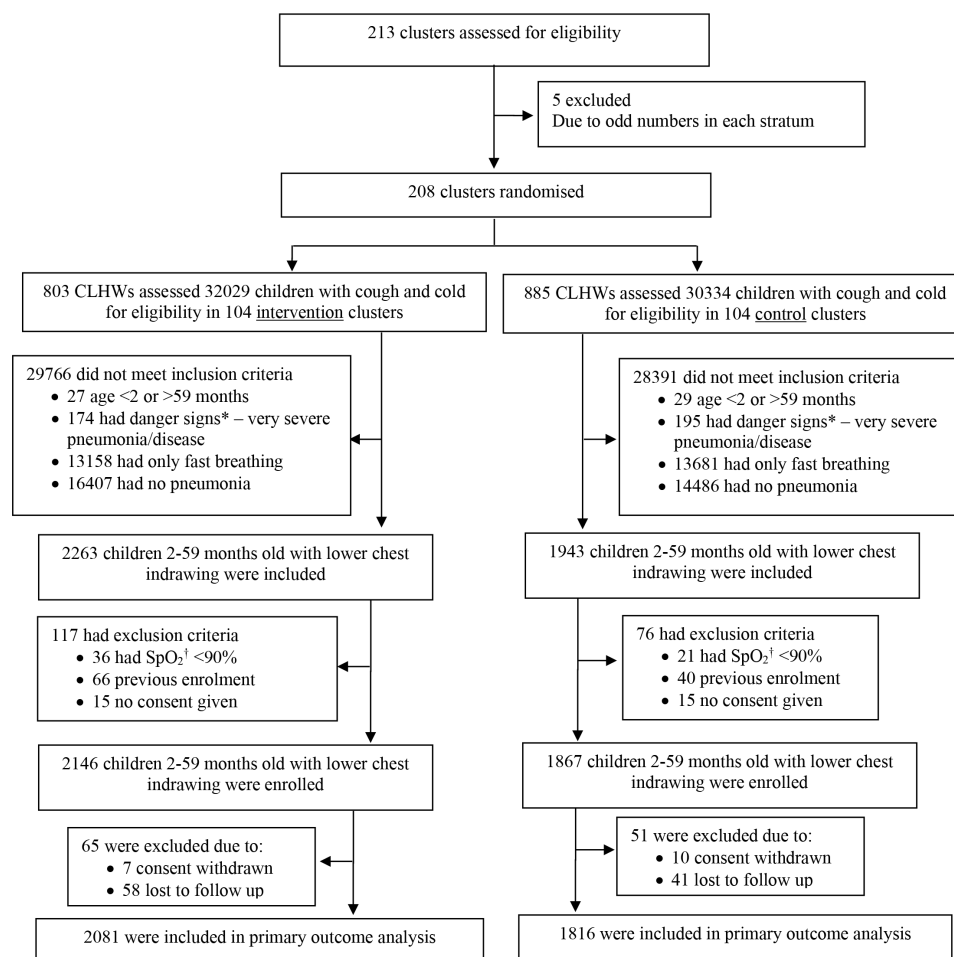 213 clusters assessed for eligibility
5 excluded
Due to odd numbers in each stratum
208 clusters randomised
803 CLHWs assessed 32029 children with cough and cold
for eligibility in 104 intervention clusters
885 CLHWs assessed 30334 children with cough and cold
for eligibility in 104 control clusters
29766 did not meet inclusion criteria
• 27 age <2 or >59 months
• 174 had danger signs* – very severe
pneumonia/disease
• 13158 had only fast breathing
• 16407 had no pneumonia
28391 did not meet inclusion criteria
• 29 age <2 or >59 months
• 195 had danger signs* – very severe
pneumonia/disease
• 13681 had only fast breathing
• 14486 had no pneumonia
2263 children 2-59 months old with lower chest
indrawing were included
1943 children 2-59 months old with lower chest
indrawing were included
117 had exclusion criteria
• 36 had SpO₂† <90%
• 66 previous enrolment
• 15 no consent given
76 had exclusion criteria
• 21 had SpO₂† <90%
• 40 previous enrolment
• 15 no consent given
2146 children 2-59 months old with lower chest
indrawing were enrolled
1867 children 2-59 months old with lower chest
indrawing were enrolled
65 were excluded due to:
• 7 consent withdrawn
• 58 lost to follow up
51 were excluded due to:
• 10 consent withdrawn
• 41 lost to follow up
2081 were included in primary outcome analysis
1816 were included in primary outcome analysis